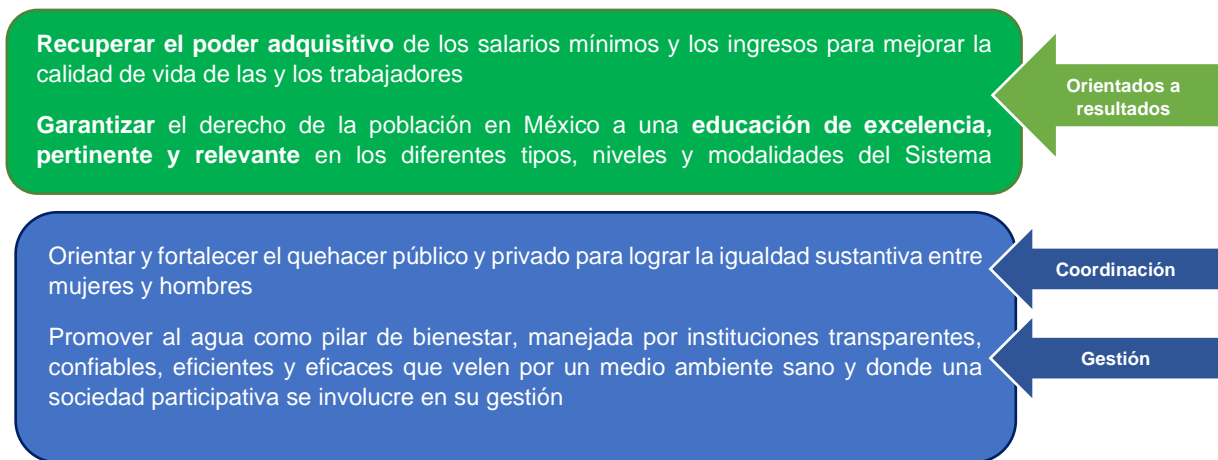 Recuperar el poder adquisitivo de los salarios mínimos y los ingresos para mejorar la
calidad de vida de las y los trabajadores
Garantizar el derecho de la población en México a una educación de excelencia,
pertinente y relevante en los diferentes tipos, niveles y modalidades del Sistema
Orientados a
resultados
Orientar y fortalecer el quehacer público y privado para lograr la igualdad sustantiva entre
mujeres y hombres
Coordinación
Promover al agua como pilar de bienestar, manejada por instituciones transparentes,
confiables, eficientes y eficaces que velen por un medio ambiente sano y donde una
sociedad participativa se involucre en su gestión
Gestión